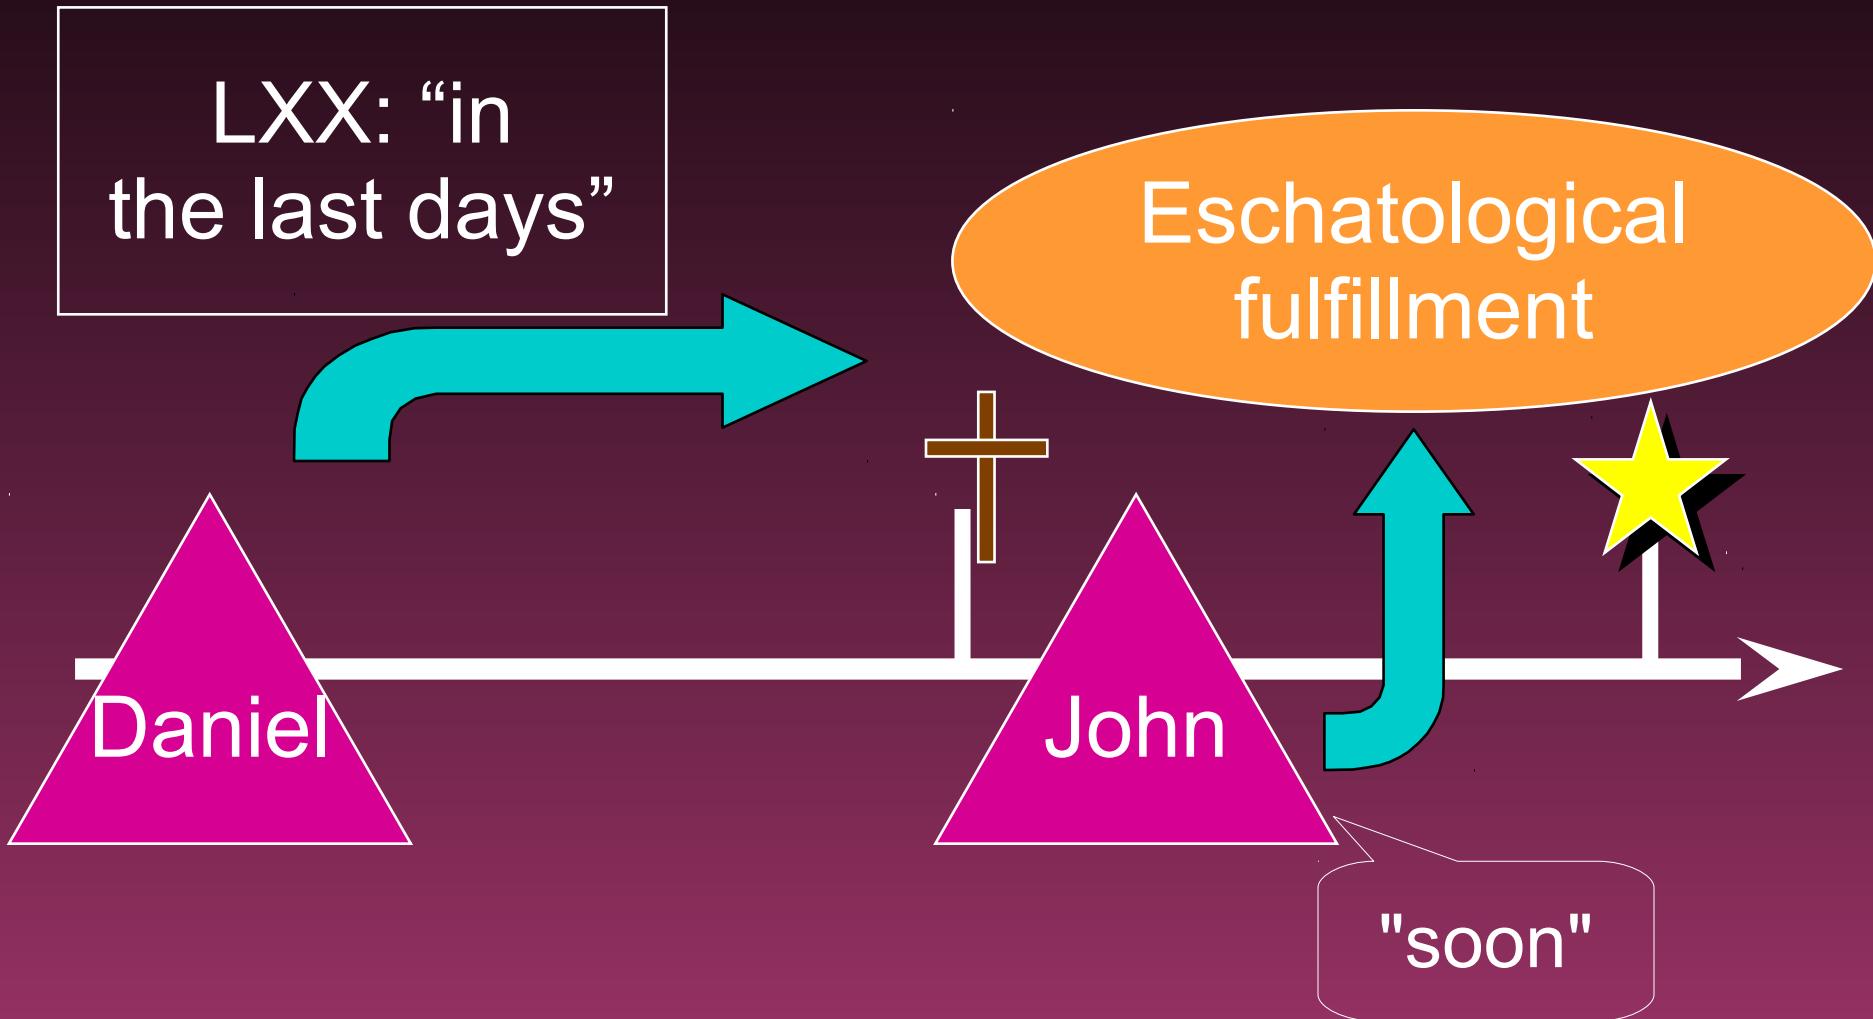 LXX: “in
the last days”
Eschatological
fulfillment
Daniel
John
"soon"